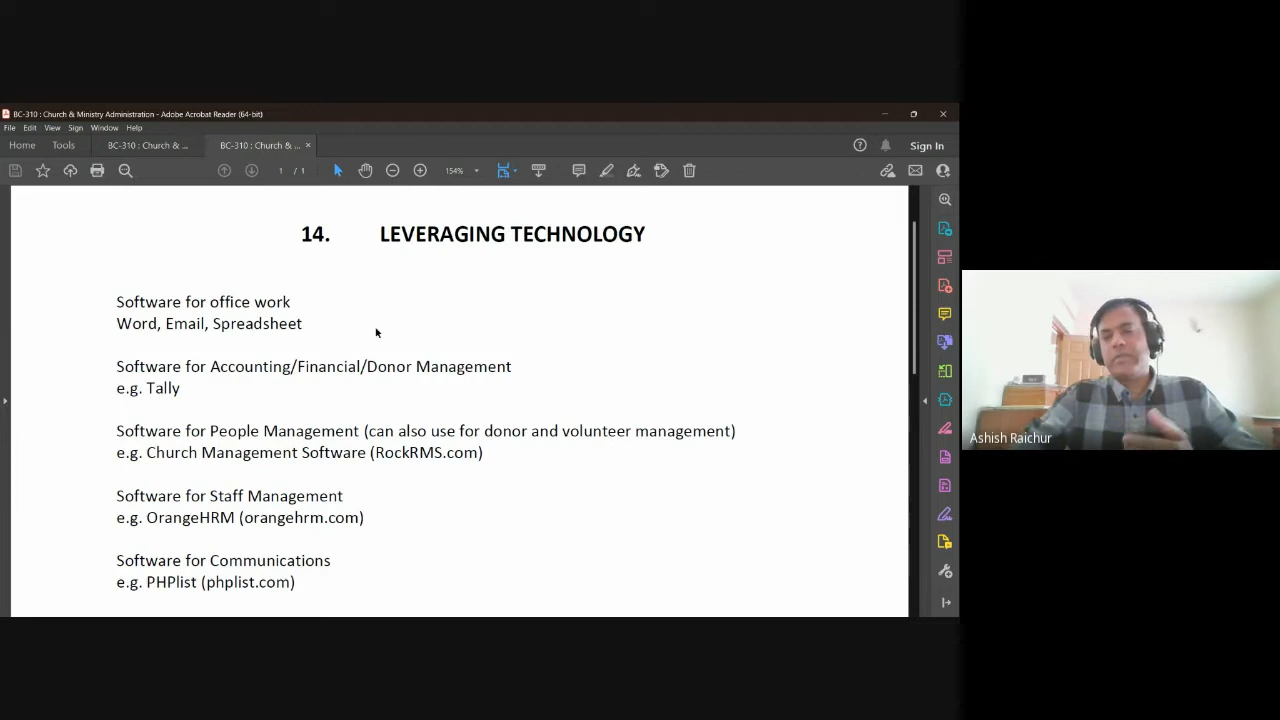 BC-310 : Church & Ministry Administration - Adobe Acrobat Reader (64-bit)
File Edit View Sign Window Help
Home Tools BC-310 : Church & ... BC-310 : Church & ... × Sign In
1 / 1 154%
14. LEVERAGING TECHNOLOGY
Software for office work
Word, Email, Spreadsheet
Software for Accounting/Financial/Donor Management
e.g. Tally
Software for People Management (can also use for donor and volunteer management)
e.g. Church Management Software (RockRMS.com)
Software for Staff Management
e.g. OrangeHRM (orangehrm.com)
Software for Communications
e.g. PHPlist (phplist.com)
Ashish Raichur